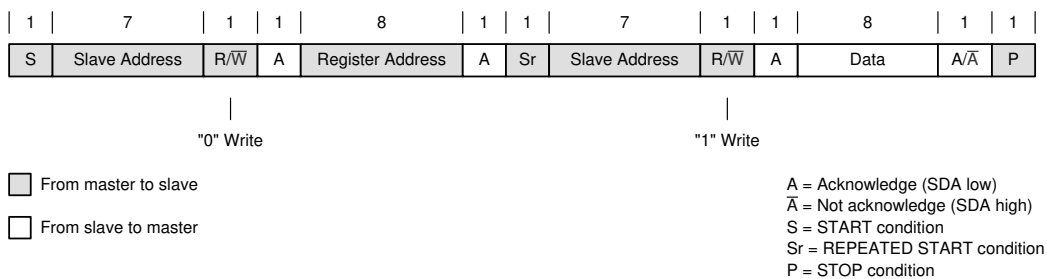 1 7 1 1 8 1 1 7 1 1 8 1 1
S Slave Address R/W̅ A Register Address A Sr Slave Address R/W̅ A Data A/A̅ P
"0" Write "1" Write
From master to slave
From slave to master
A = Acknowledge (SDA low)
A̅ = Not acknowledge (SDA high)
S = START condition
Sr = REPEATED START condition
P = STOP condition